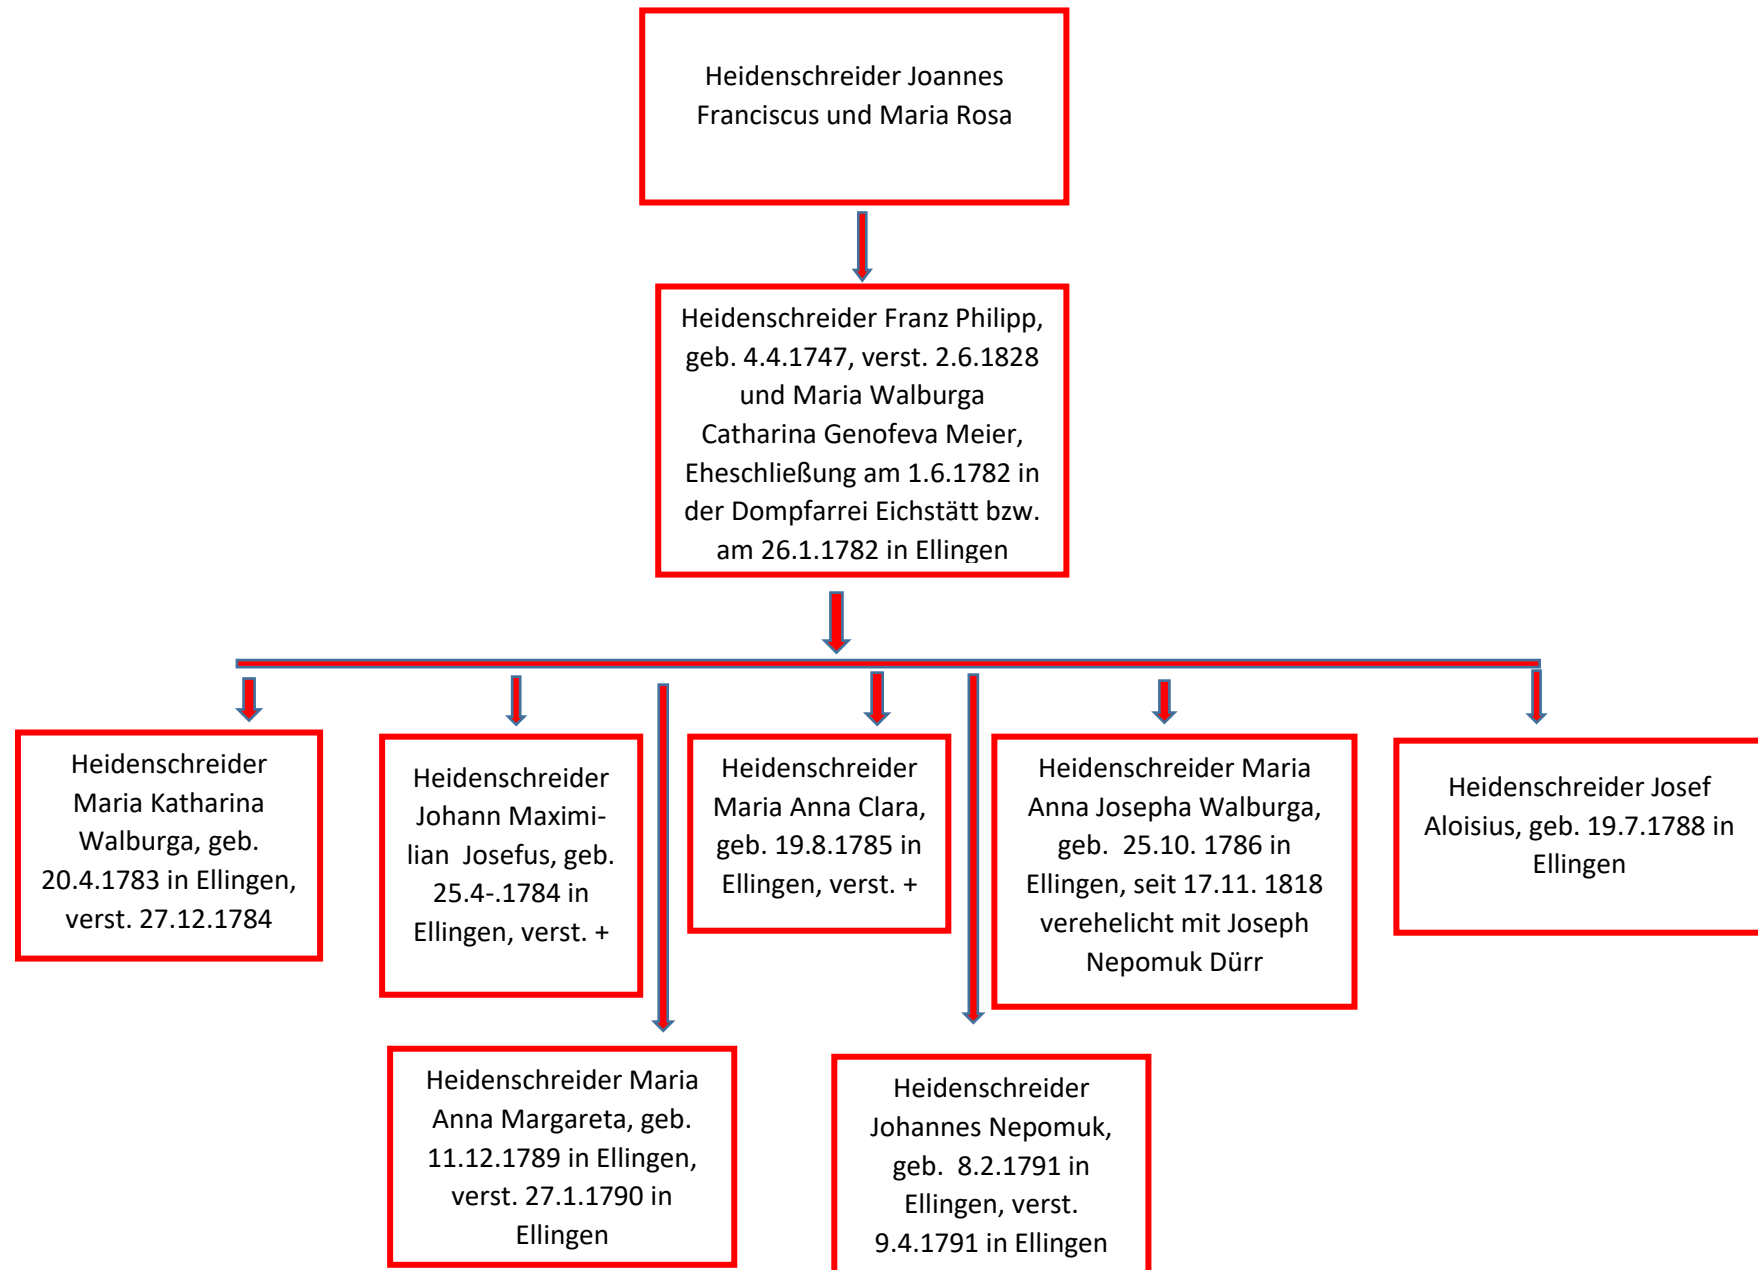 Heidenschreider Joannes
Franciscus und Maria Rosa
Heidenschreider Franz Philipp,
geb. 4.4.1747, verst. 2.6.1828
und Maria Walburga
Catharina Genofeva Meier,
Eheschließung am 1.6.1782 in
der Dompfarrei Eichstätt bzw.
am 26.1.1782 in Ellingen
Heidenschreider
Maria Katharina
Walburga, geb.
20.4.1783 in Ellingen,
verst. 27.12.1784
Heidenschreider
Johann Maximi-
lian  Josefus, geb.
25.4-.1784 in
Ellingen, verst. +
Heidenschreider
Maria Anna Clara,
geb. 19.8.1785 in
Ellingen, verst. +
Heidenschreider Maria
Anna Josepha Walburga,
geb.  25.10. 1786 in
Ellingen, seit 17.11. 1818
verehelicht mit Joseph
Nepomuk Dürr
Heidenschreider Josef
Aloisius, geb. 19.7.1788 in
Ellingen
Heidenschreider Maria
Anna Margareta, geb.
11.12.1789 in Ellingen,
verst. 27.1.1790 in
Ellingen
Heidenschreider
Johannes Nepomuk,
geb.  8.2.1791 in
Ellingen, verst.
9.4.1791 in Ellingen